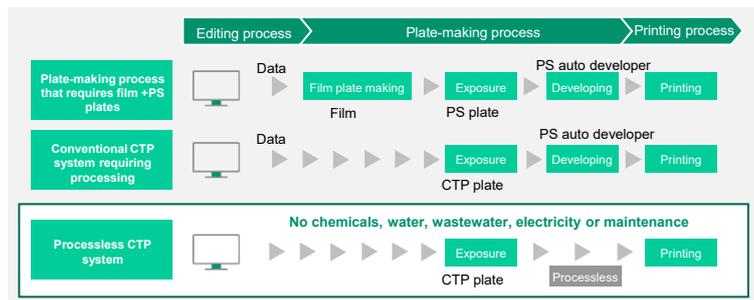 Editing process
Plate-making process
Printing process
Plate-making process
that requires film +PS
plates
Data
Film plate making
Film
Exposure
PS plate
PS auto developer
Developing
Printing
Conventional CTP
system requiring
processing
Data
Exposure
CTP plate
PS auto developer
Developing
Printing
No chemicals, water, wastewater, electricity or maintenance
Processless CTP
system
Exposure
CTP plate
Processless
Printing